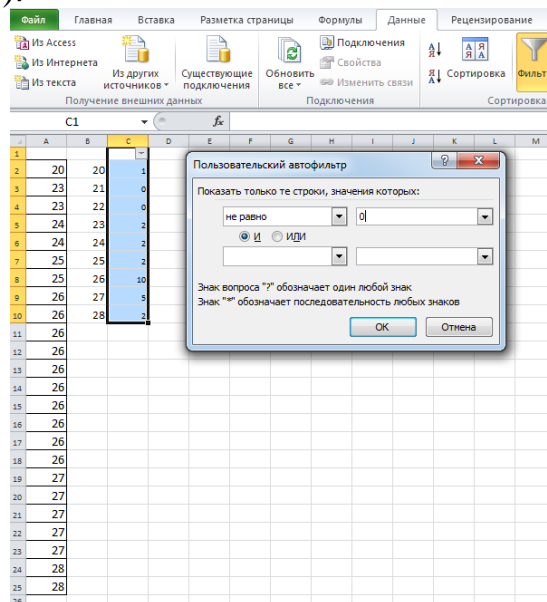 ).
Файл Главная Вставка Разметка страницы Формулы Данные Рецензирование
Из Access
Из Интернета
Из текста
Из других источников
Существующие подключения
Получение внешних данных
Обновить все
Подключения
Свойства
Изменить связи
Подключения
Сортировка
Фильт
Сортировка
C1 fx
A B C D E F G H I J K L M
1
2 20 20 1
3 23 21 0
4 23 22 0
5 24 23 2
6 24 24 2
7 25 25 2
8 25 26 10
9 26 27 5
10 26 28 2
11 26
12 26
13 26
14 26
15 26
16 26
17 26
18 26
19 27
20 27
21 27
22 27
23 27
24 28
25 28
26
Пользовательский автофильтр
Показать только те строки, значения которых:
не равно 0
И ИЛИ
Знак вопроса "?" обозначает один любой знак
Знак "*" обозначает последовательность любых знаков
ОК Отмена